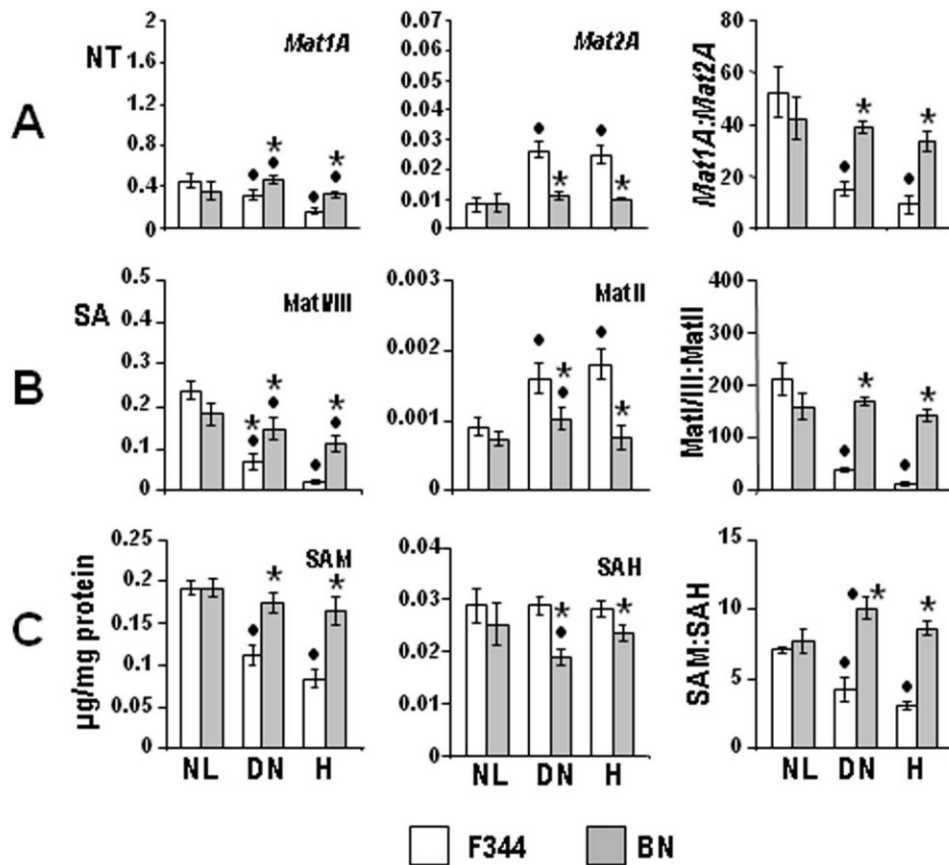 A
NT
Mat1A
2
1.6
1.2
0.8
0.4
0
Mat2A
0.07
0.06
0.05
0.04
0.03
0.02
0.01
0
Mat1A:Mat2A
80
60
40
20
0
B
SA
MatI/III
0.5
0.4
0.3
0.2
0.1
0
MatII
0.003
0.002
0.001
0
MatI/III:MatII
400
300
200
100
0
C
µg/mg protein
SAM
0.25
0.2
0.15
0.1
0.05
0
NL DN H
SAH
0.04
0.03
0.02
0.01
0
NL DN H
SAM:SAH
15
10
5
0
NL DN H
F344 BN